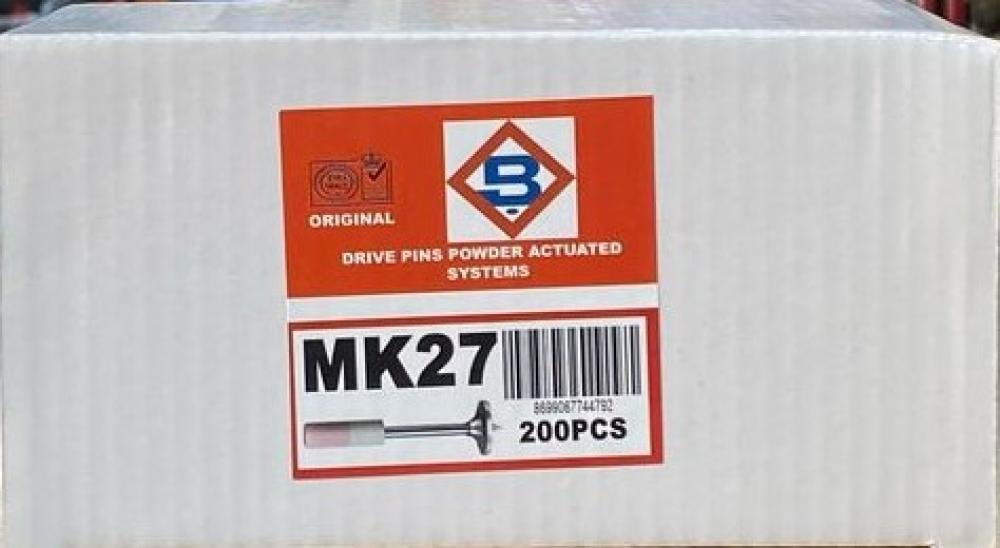 B
ORIGINAL
DRIVE PINS POWDER ACTUATED
SYSTEMS
MK27
8699067744792
200PCS